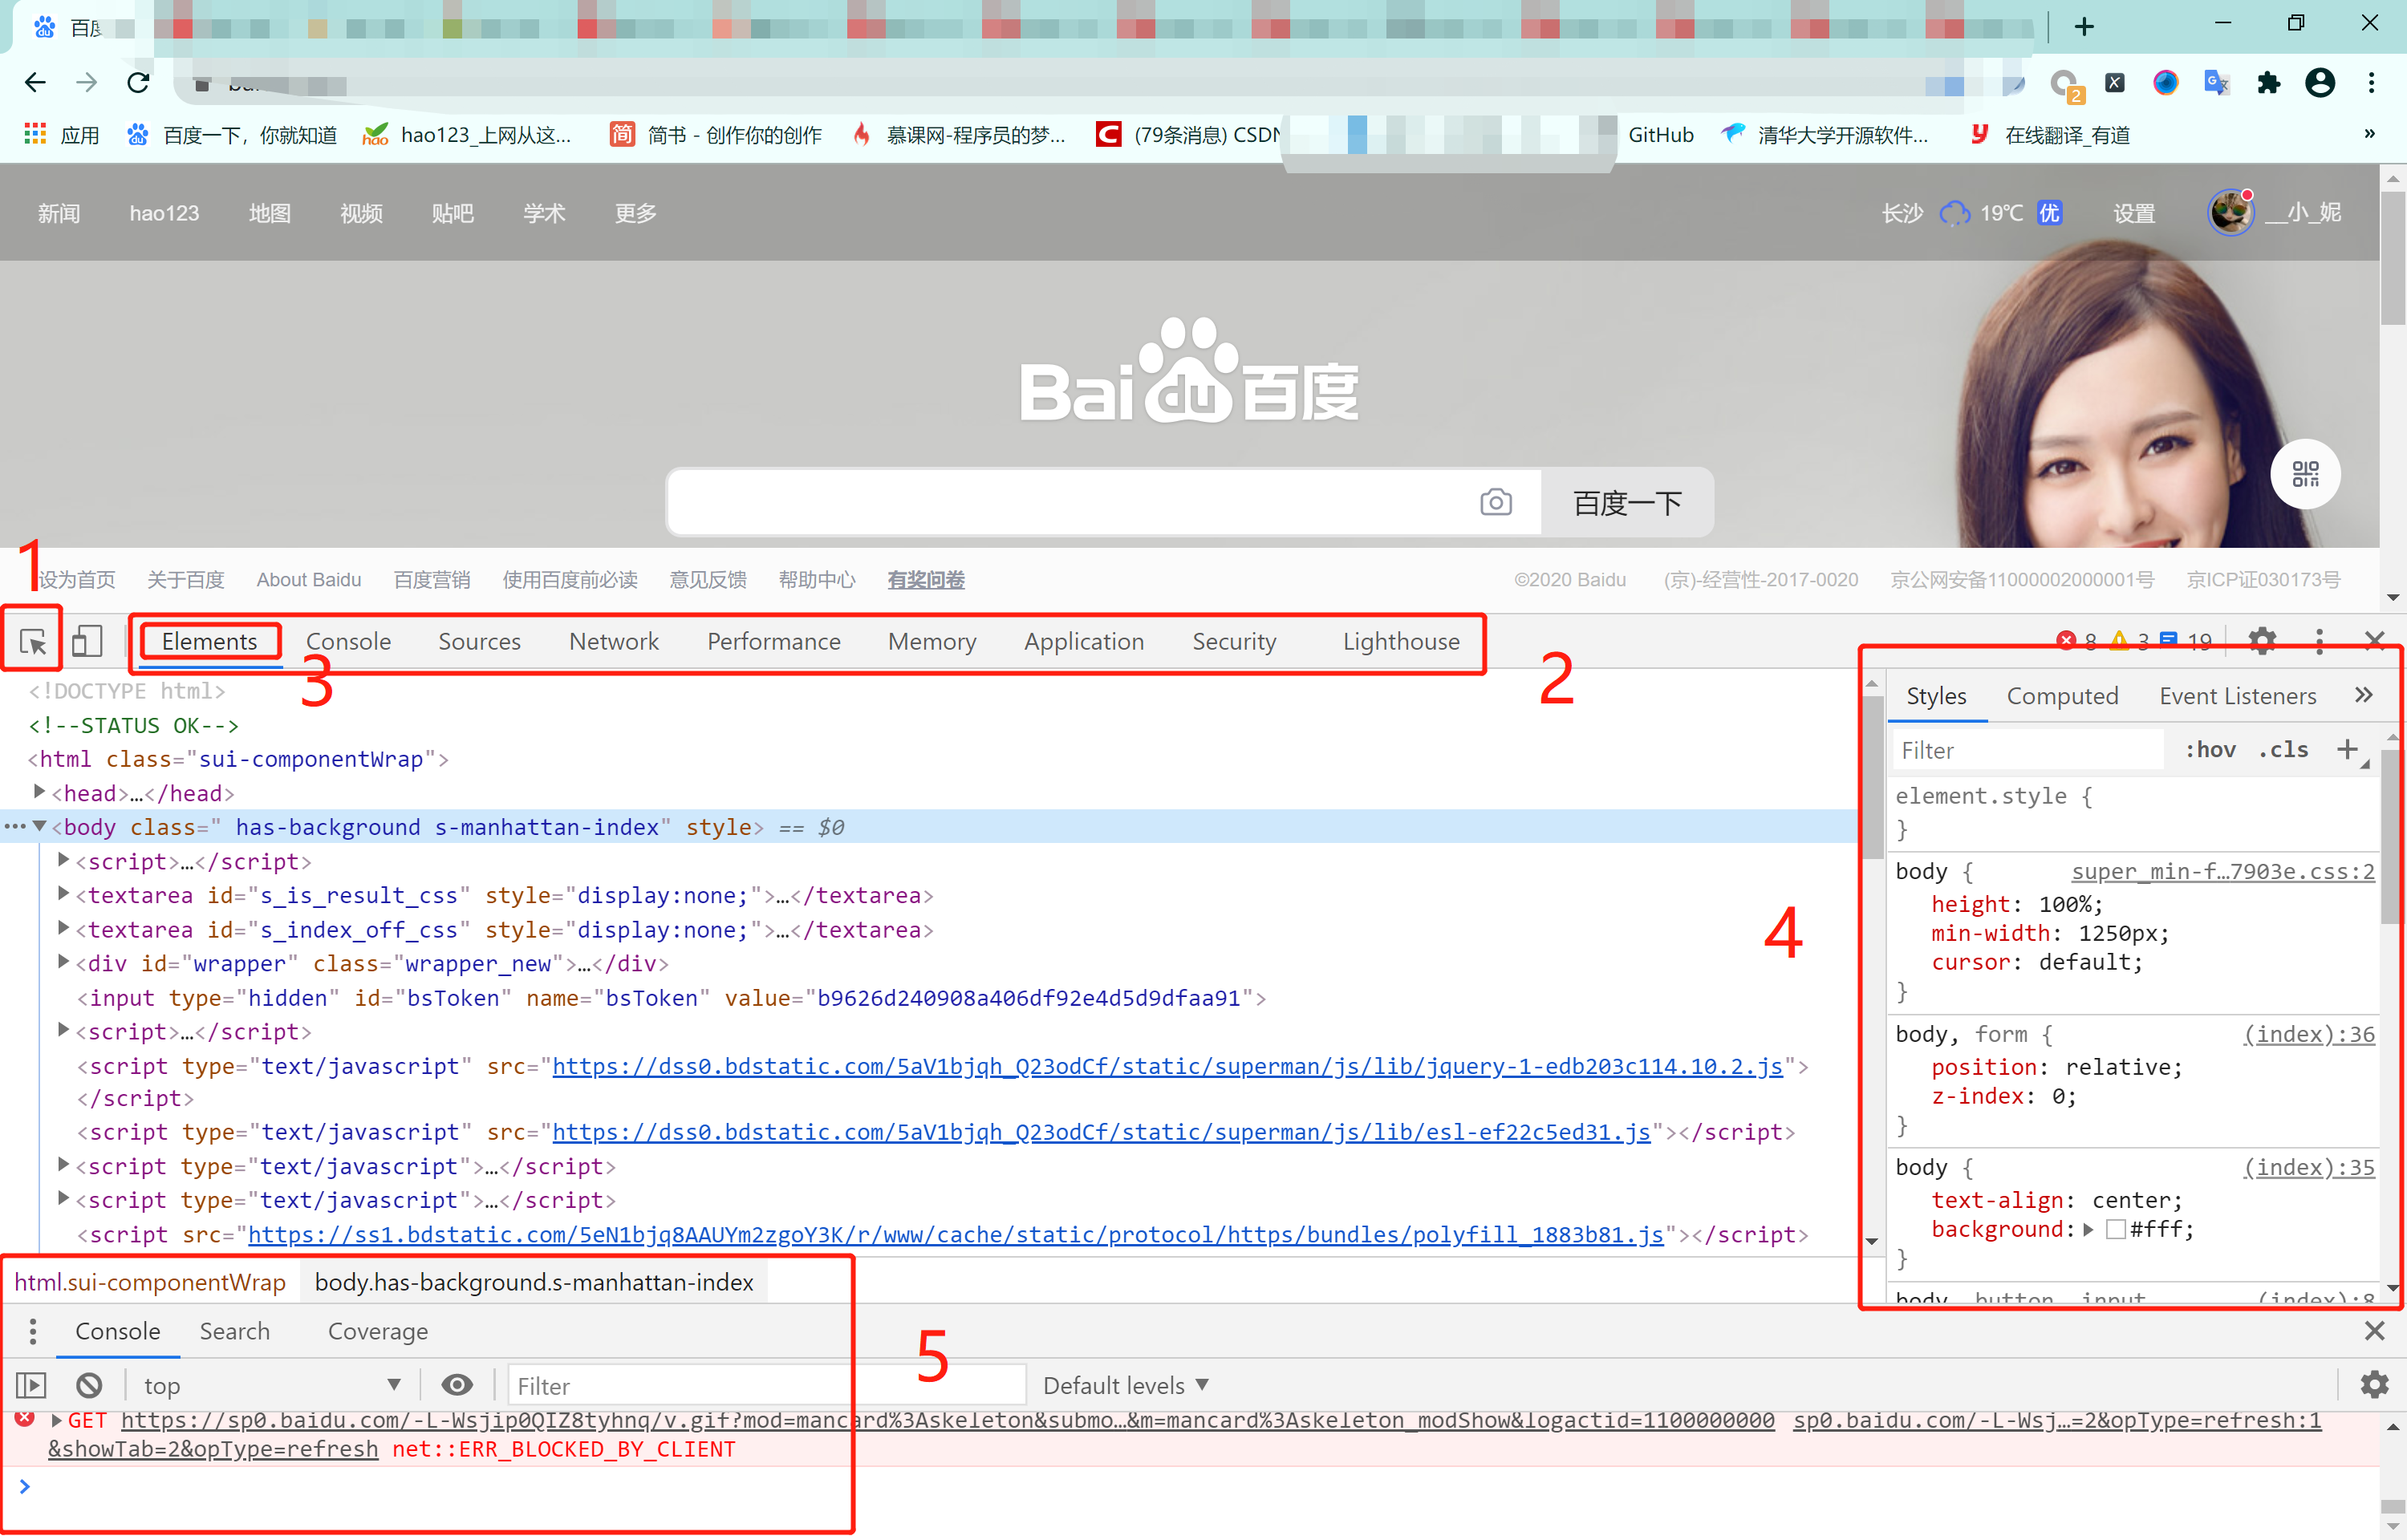 百度
应用 百度一下，你就知道 hao123_上网从这... 简 简书 - 创作你的创作 慕课网-程序员的梦... (79条消息) CSDN GitHub 清华大学开源软件... 在线翻译_有道 »
新闻 hao123 地图 视频 贴吧 学术 更多 长沙 19℃ 优 设置 __小_妮
Bai du 百度
百度一下
1
设为首页 关于百度 About Baidu 百度营销 使用百度前必读 意见反馈 帮助中心 有奖问卷 ©2020 Baidu (京)-经营性-2017-0020 京公网安备11000002000001号 京ICP证030173号
Elements Console Sources Network Performance Memory Application Security Lighthouse 8 3 19
3
2
<!DOCTYPE html>
<!--STATUS OK-->
<html class="sui-componentWrap">
<head>…</head>
<body class=" has-background s-manhattan-index" style> == $0
<script>…</script>
<textarea id="s_is_result_css" style="display:none;">…</textarea>
<textarea id="s_index_off_css" style="display:none;">…</textarea>
<div id="wrapper" class="wrapper_new">…</div>
<input type="hidden" id="bsToken" name="bsToken" value="b9626d240908a406df92e4d5d9dfaa91">
<script>…</script>
<script type="text/javascript" src="https://dss0.bdstatic.com/5aV1bjqh_Q23odCf/static/superman/js/lib/jquery-1-edb203c114.10.2.js">
</script>
<script type="text/javascript" src="https://dss0.bdstatic.com/5aV1bjqh_Q23odCf/static/superman/js/lib/esl-ef22c5ed31.js"></script>
<script type="text/javascript">…</script>
<script type="text/javascript">…</script>
<script src="https://ss1.bdstatic.com/5eN1bjq8AAUYm2zgoY3K/r/www/cache/static/protocol/https/bundles/polyfill_1883b81.js"></script>
4
Styles Computed Event Listeners »
Filter :hov .cls +
element.style {
}
body { super_min-f…7903e.css:2
height: 100%;
min-width: 1250px;
cursor: default;
}
body, form { (index):36
position: relative;
z-index: 0;
}
body { (index):35
text-align: center;
background: #fff;
}
body, button, input (index):8
html.sui-componentWrap body.has-background.s-manhattan-index
Console Search Coverage
5
top Filter Default levels
GET https://sp0.baidu.com/-L-Wsjip0QIZ8tyhnq/v.gif?mod=mancard%3Askeleton&submo…&m=mancard%3Askeleton_modShow&logactid=1100000000 sp0.baidu.com/-L-Wsj…=2&opType=refresh:1
&showTab=2&opType=refresh net::ERR_BLOCKED_BY_CLIENT
>